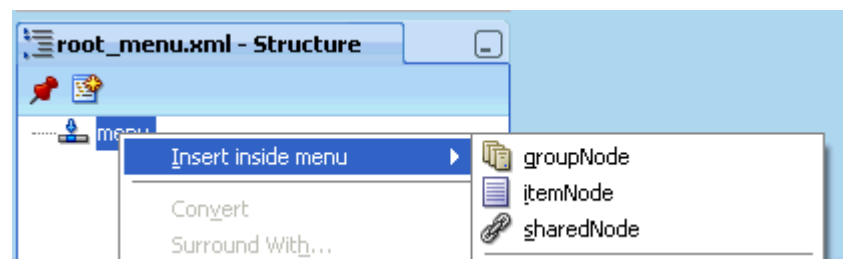 root_menu.xml - Structure
menu
Insert inside menu
groupNode
itemNode
sharedNode
Convert
Surround With...